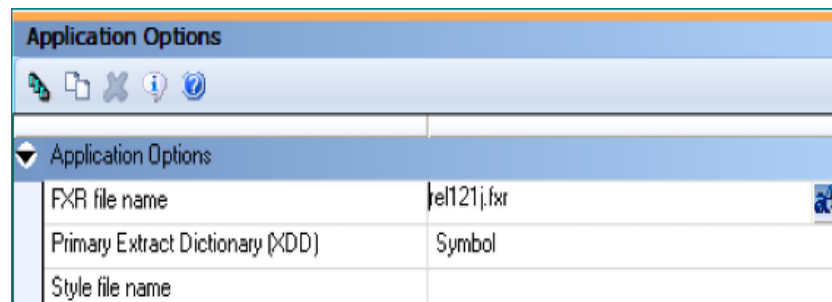 Application Options
Application Options
FXR file name rel121j.fxr
Primary Extract Dictionary (XDD) Symbol
Style file name